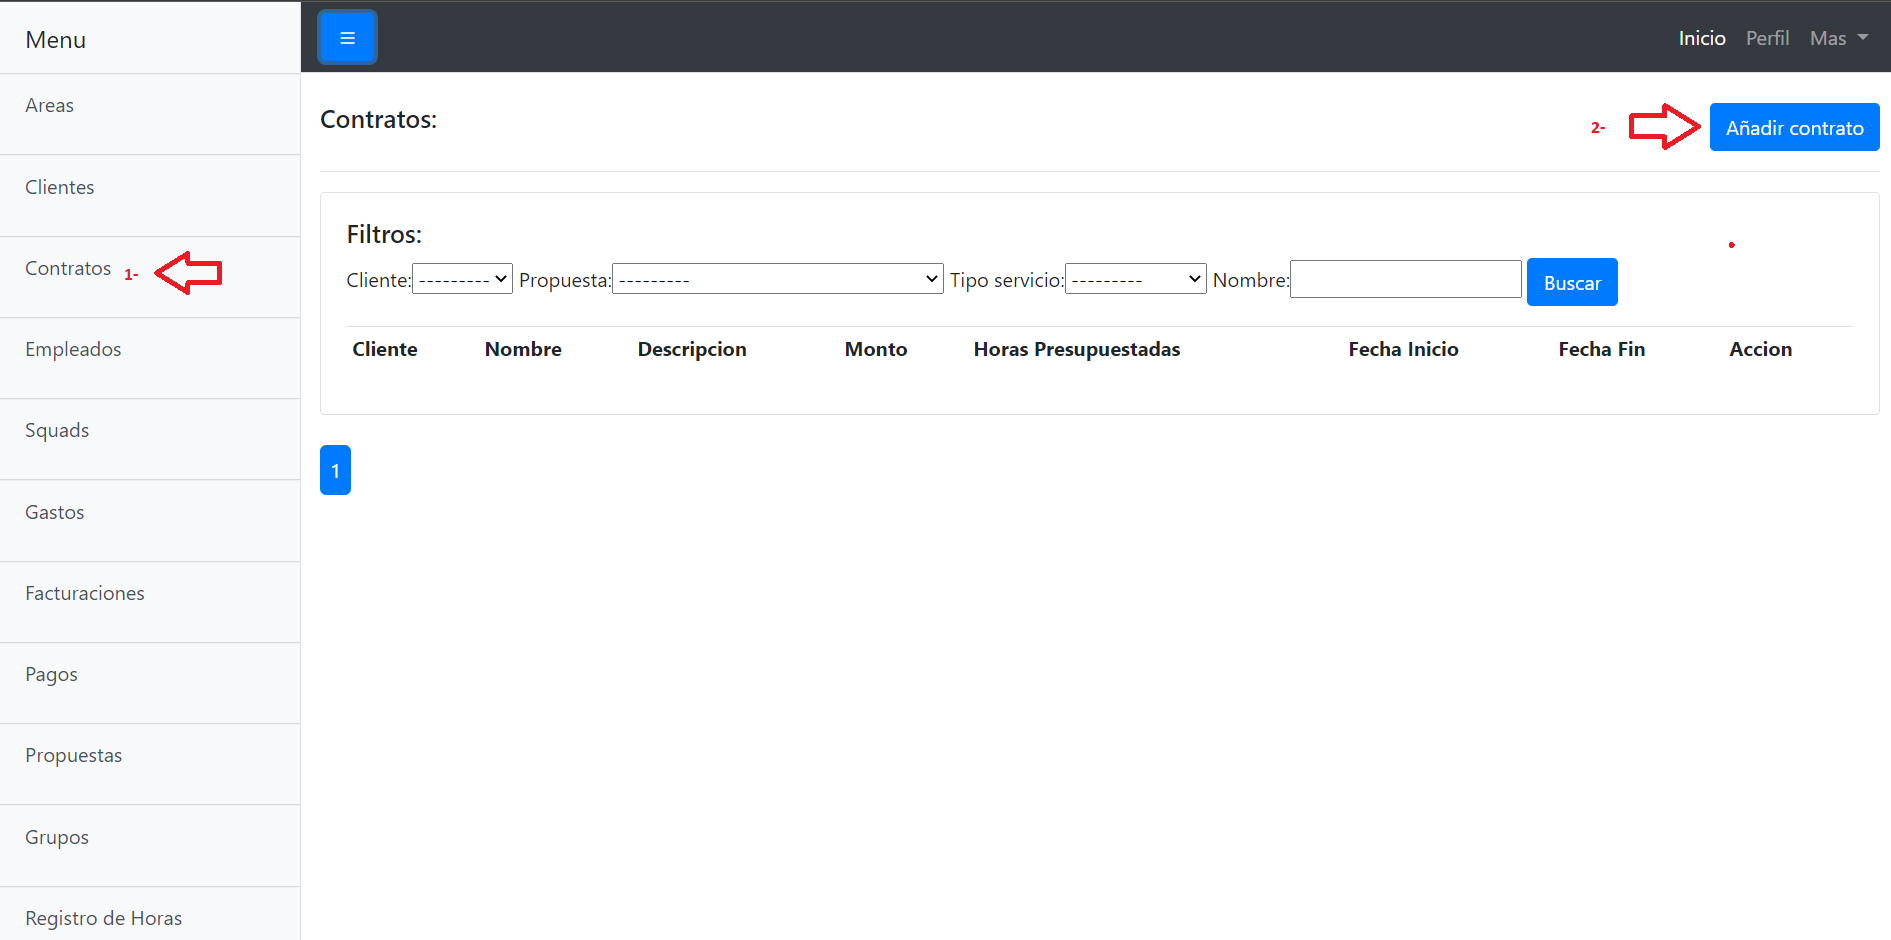 Menu
Inicio Perfil Mas
Areas
Clientes
Contratos 1-
Empleados
Squads
Gastos
Facturaciones
Pagos
Propuestas
Grupos
Registro de Horas
Contratos:
2- Añadir contrato
Filtros:
Cliente: --------- Propuesta: --------- Tipo servicio: --------- Nombre: Buscar
Cliente Nombre Descripcion Monto Horas Presupuestadas Fecha Inicio Fecha Fin Accion
1